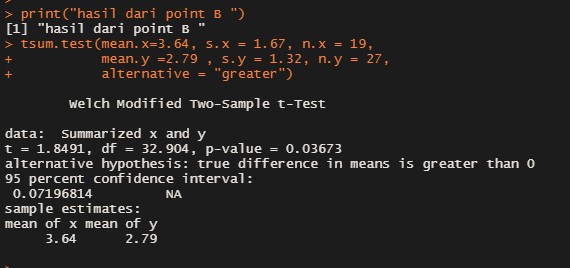 > print("hasil dari point B ")
[1] "hasil dari point B "
> tsum.test(mean.x=3.64, s.x = 1.67, n.x = 19,
+           mean.y =2.79 , s.y = 1.32, n.y = 27,
+           alternative = "greater")

        Welch Modified Two-Sample t-Test

data:  Summarized x and y
t = 1.8491, df = 32.904, p-value = 0.03673
alternative hypothesis: true difference in means is greater than 0
95 percent confidence interval:
 0.07196814         NA
sample estimates:
mean of x mean of y
     3.64      2.79